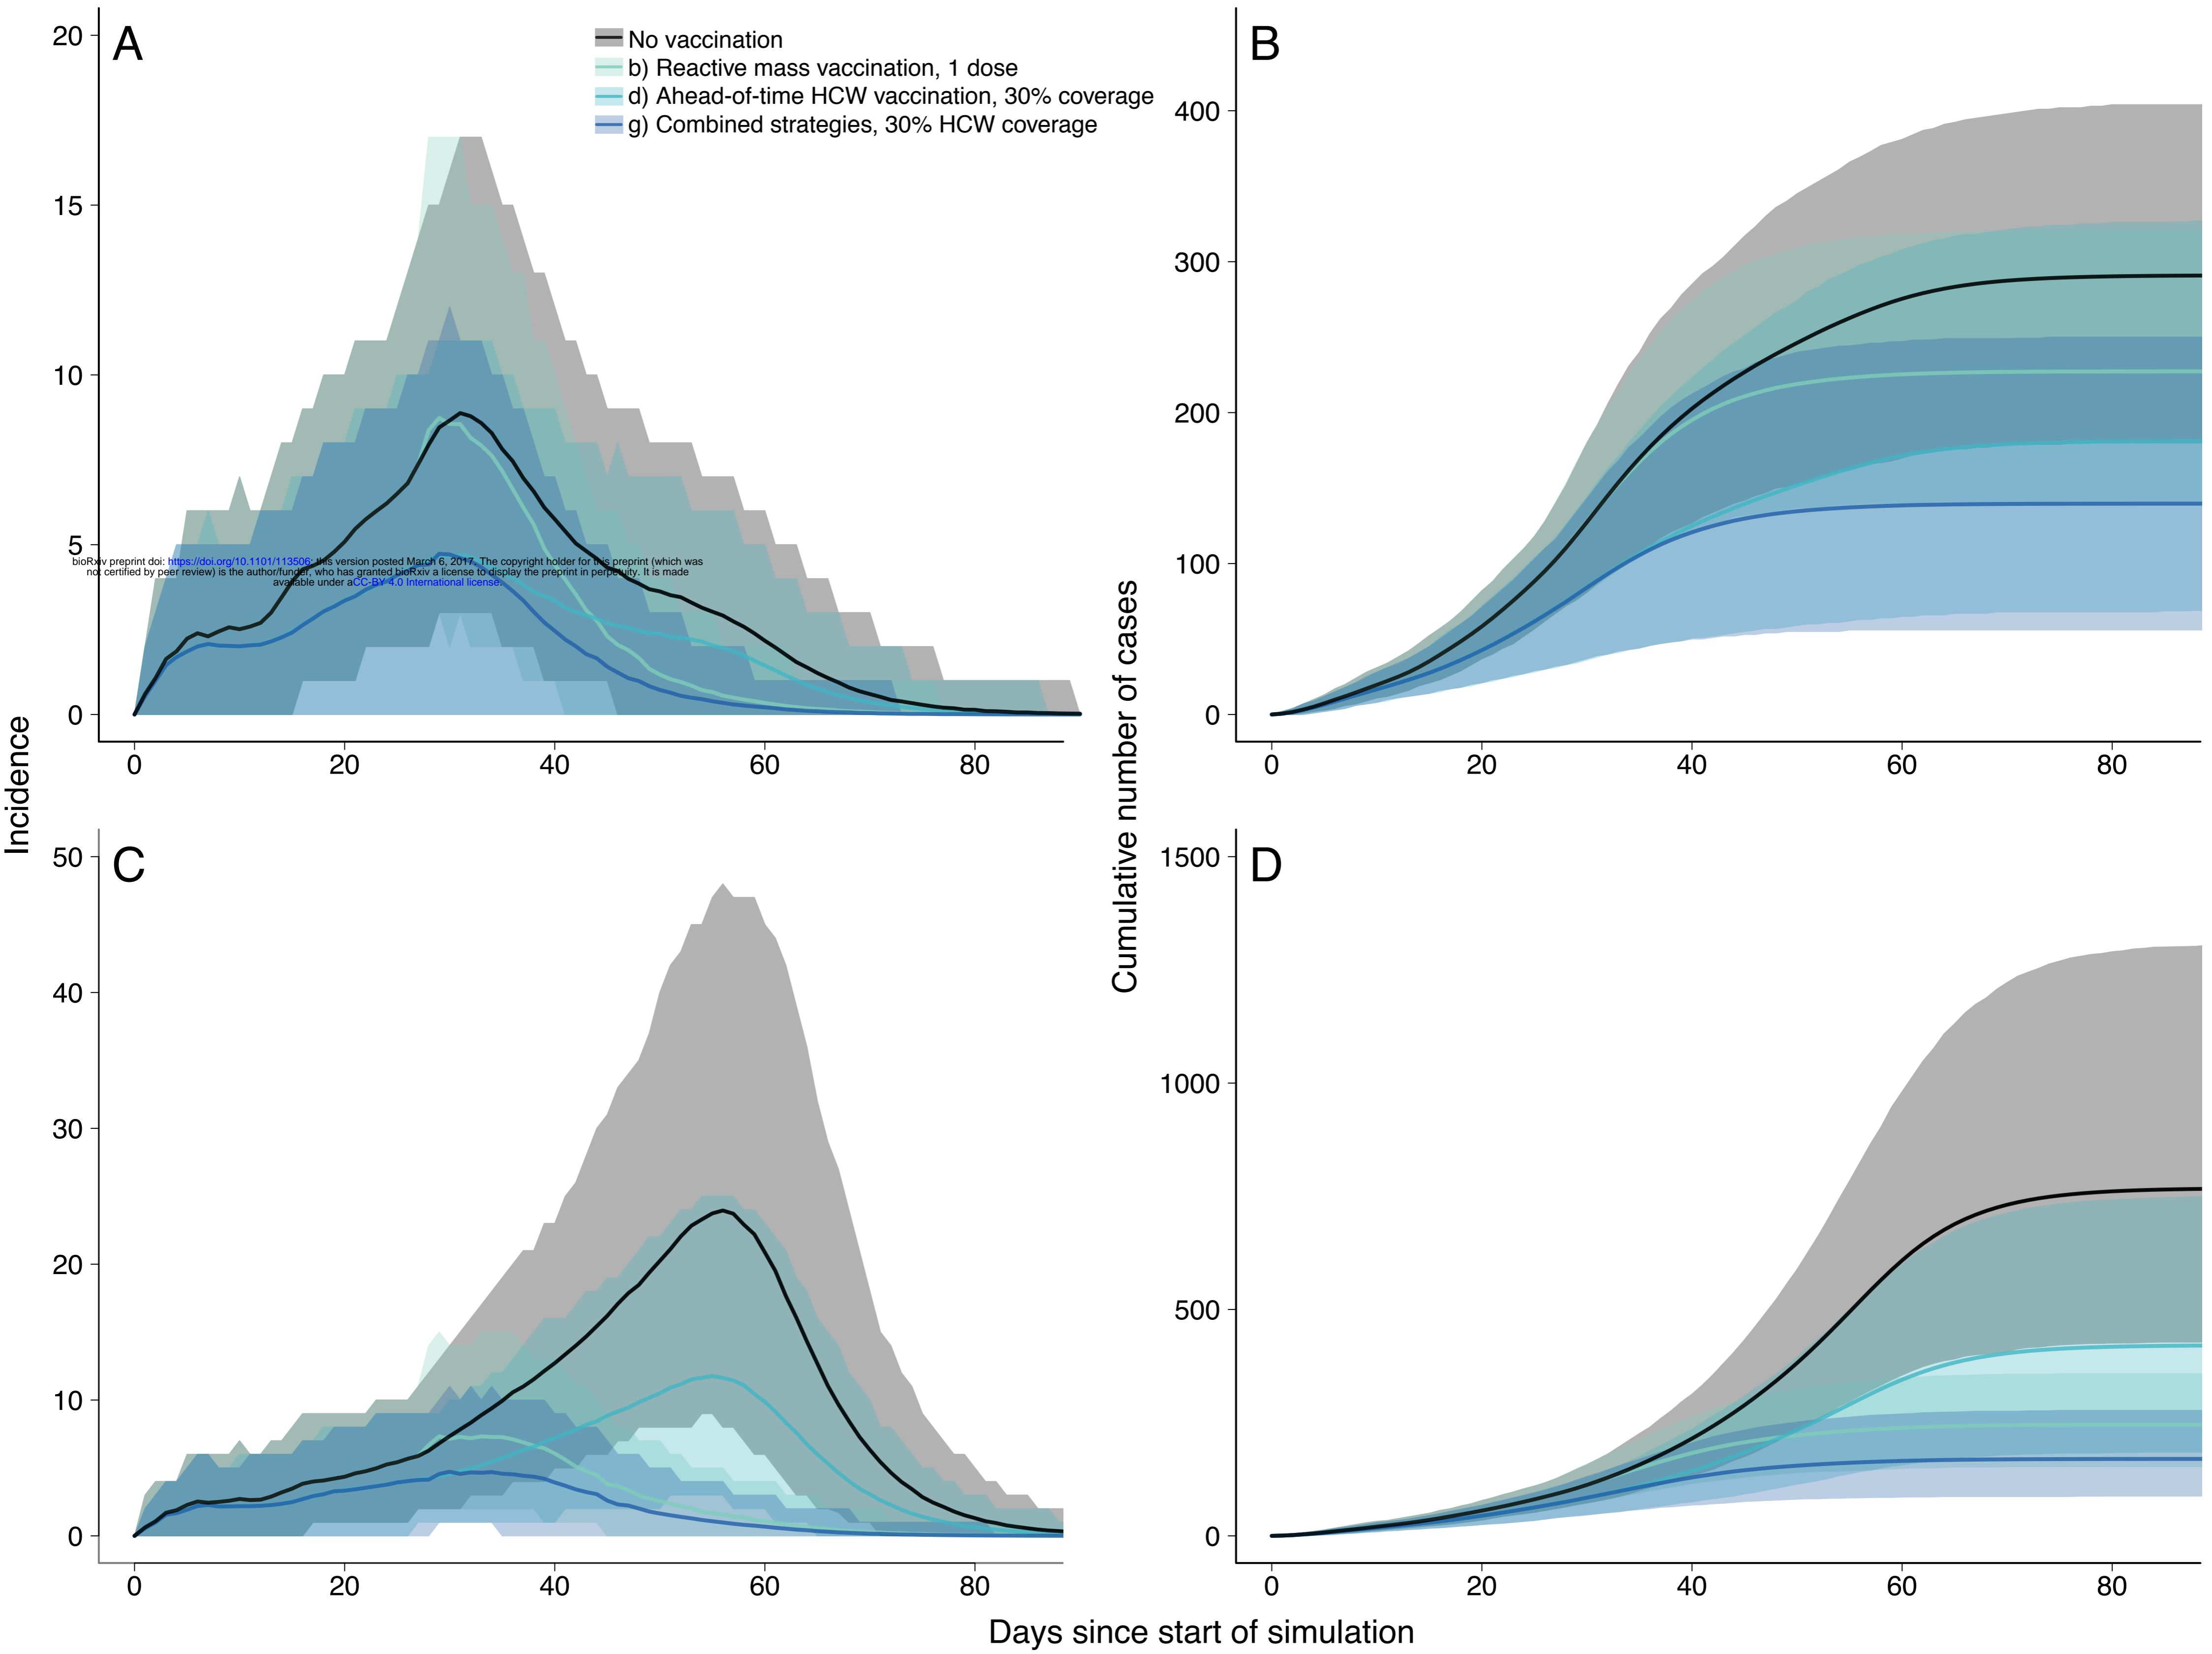 A
20
15
10
5
0
No vaccination
b) Reactive mass vaccination, 1 dose
d) Ahead-of-time HCW vaccination, 30% coverage
g) Combined strategies, 30% HCW coverage
bioRxiv preprint doi: https://doi.org/10.1101/113506; this version posted March 6, 2017. The copyright holder for this preprint (which was
not certified by peer review) is the author/funder, who has granted bioRxiv a license to display the preprint in perpetuity. It is made
available under aCC-BY 4.0 International license.
0 20 40 60 80
B
400
300
200
100
0
0 20 40 60 80
Incidence
Cumulative number of cases
C
50
40
30
20
10
0
0 20 40 60 80
D
1500
1000
500
0
0 20 40 60 80
Days since start of simulation